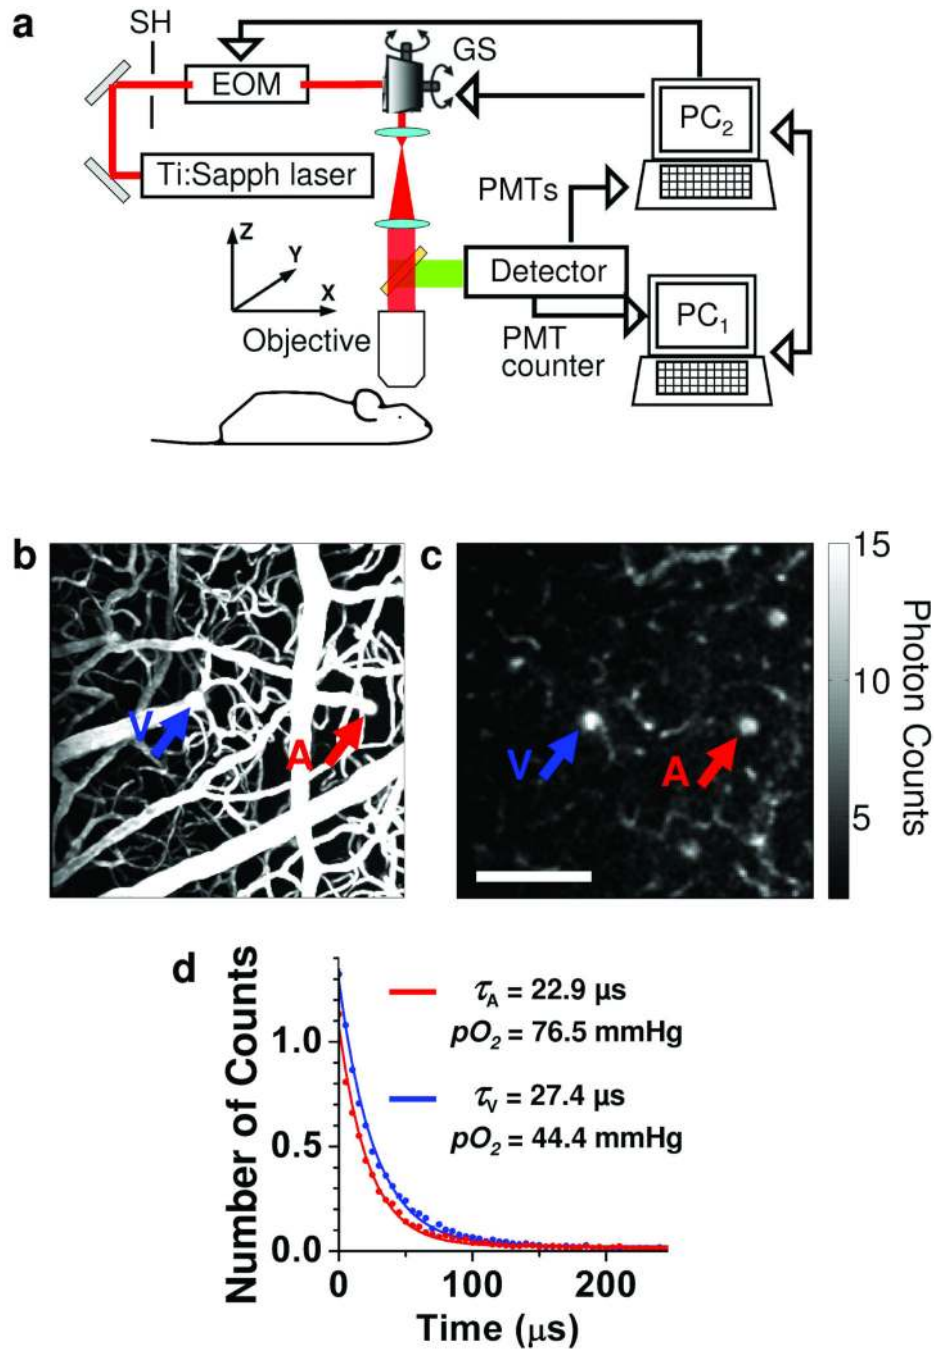 a
SH
GS
EOM
PC2
Ti:Sapph laser
PMTs
Z
Y
X
Detector
PC1
Objective
PMT
counter
b
V
A
c
V
A
15
10
5
Photon Counts
d
Number of Counts
1.0
0.5
0.0
τA = 22.9 µs
pO2 = 76.5 mmHg
τV = 27.4 µs
pO2 = 44.4 mmHg
0 100 200
Time (µs)